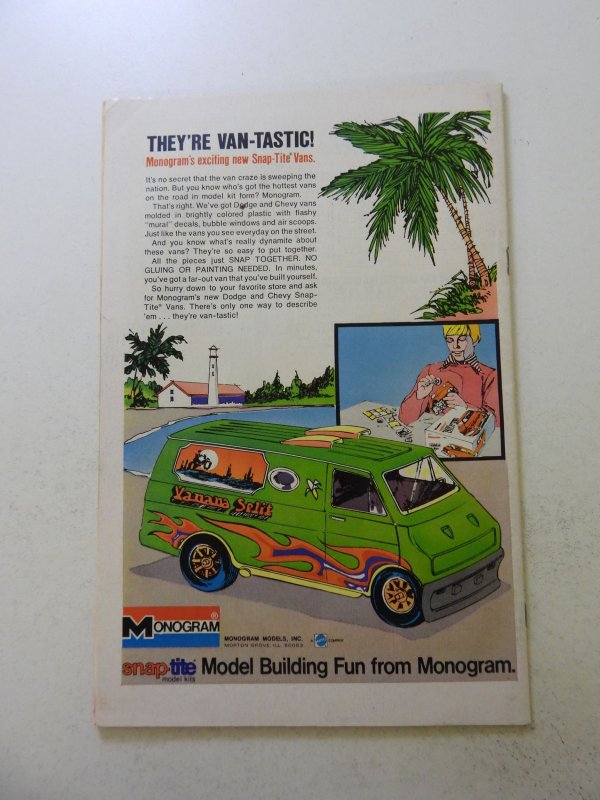 THEY'RE VAN-TASTIC!
Monogram's exciting new Snap-Tite® Vans.
It's no secret that the van craze is sweeping the
nation. But you know who's got the hottest vans
on the road in model kit form? Monogram.
That's right. We've got Dodge and Chevy vans
molded in brightly colored plastic with flashy
"mural" decals, bubble windows and air scoops.
Just like the vans you see everyday on the street.
And you know what's really dynamite about
these vans? They're so easy to put together.
All the pieces just SNAP TOGETHER. NO
GLUING OR PAINTING NEEDED. In minutes,
you've got a far-out van that you've built yourself.
So hurry down to your favorite store and ask
for Monogram's new Dodge and Chevy Snap-
Tite® Vans. There's only one way to describe
'em . . . they're van-tastic!
Vanana Split
MONOGRAM®
MONOGRAM MODELS, INC.
MORTON GROVE, ILL. 60053
A
COMPANY
snap-tite
model kits
Model Building Fun from Monogram.